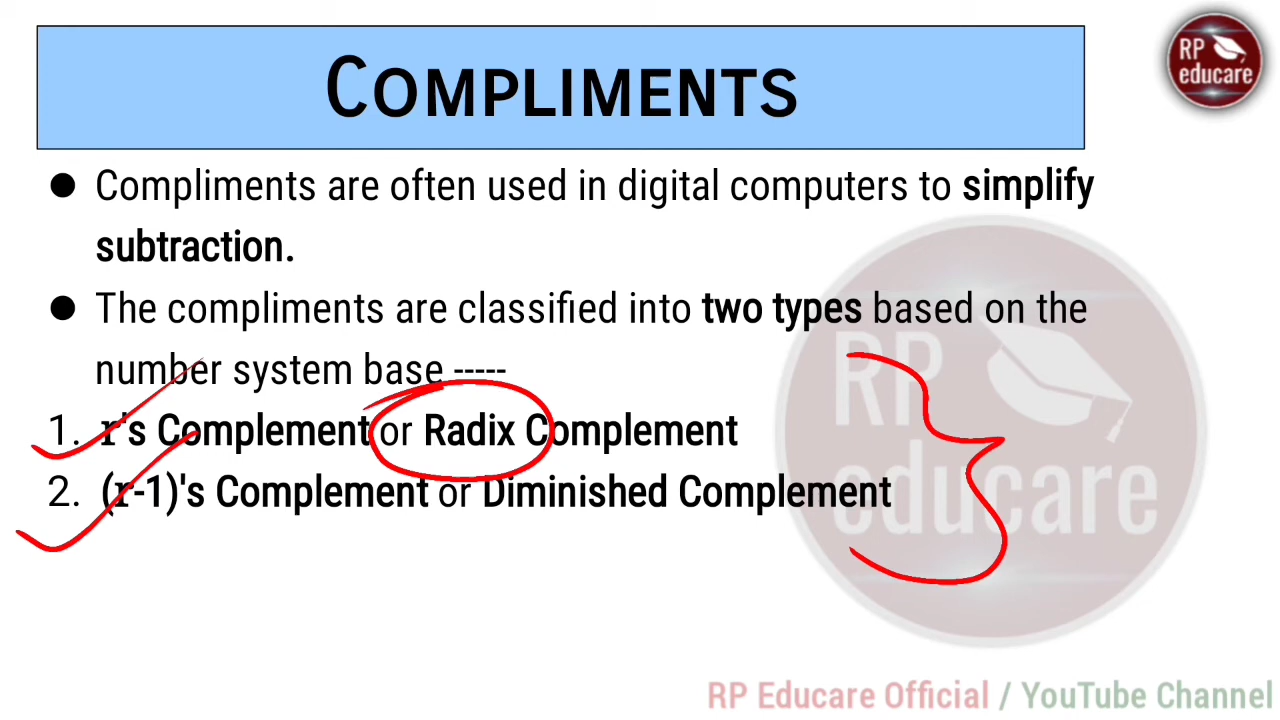 COMPLIMENTS
RP
educare
● Compliments are often used in digital computers to simplify
subtraction.
● The compliments are classified into two types based on the
number system base -----
1. r's Complement or Radix Complement
2. (r-1)'s Complement or Diminished Complement
RP
educare
RP Educare Official / YouTube Channel